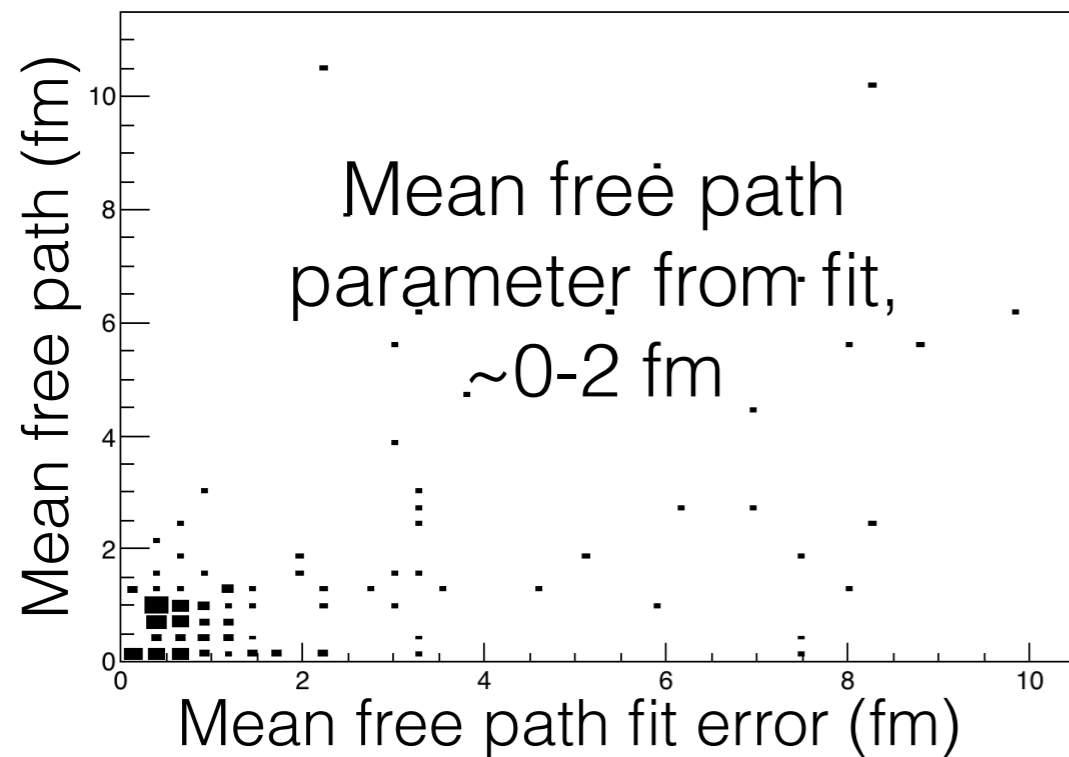 Mean free path (fm)
10
8
6
4
2
0
Mean free path
parameter from fit,
~0-2 fm
0 2 4 6 8 10
Mean free path fit error (fm)